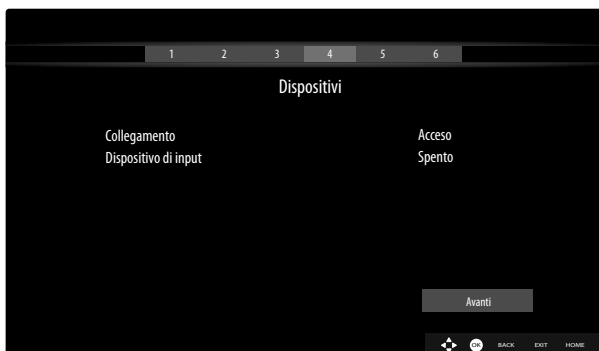 1 2 3 4 5 6
Dispositivi
Collegamento Acceso
Dispositivo di input Spento
Avanti
OK BACK EXIT HOME